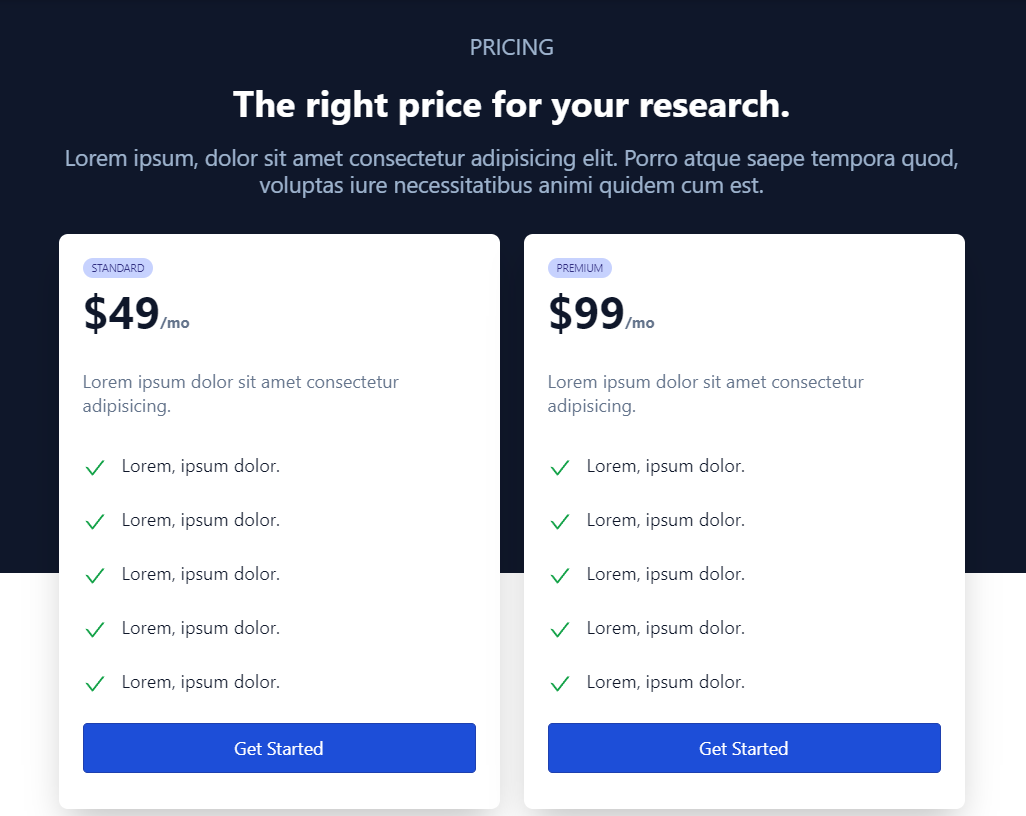 PRICING
The right price for your research.
Lorem ipsum, dolor sit amet consectetur adipisicing elit. Porro atque saepe tempora quod,
voluptas iure necessitatibus animi quidem cum est.
STANDARD
$49/mo
Lorem ipsum dolor sit amet consectetur
adipisicing.
Lorem, ipsum dolor.
Lorem, ipsum dolor.
Lorem, ipsum dolor.
Lorem, ipsum dolor.
Lorem, ipsum dolor.
Get Started
PREMIUM
$99/mo
Lorem ipsum dolor sit amet consectetur
adipisicing.
Lorem, ipsum dolor.
Lorem, ipsum dolor.
Lorem, ipsum dolor.
Lorem, ipsum dolor.
Lorem, ipsum dolor.
Get Started